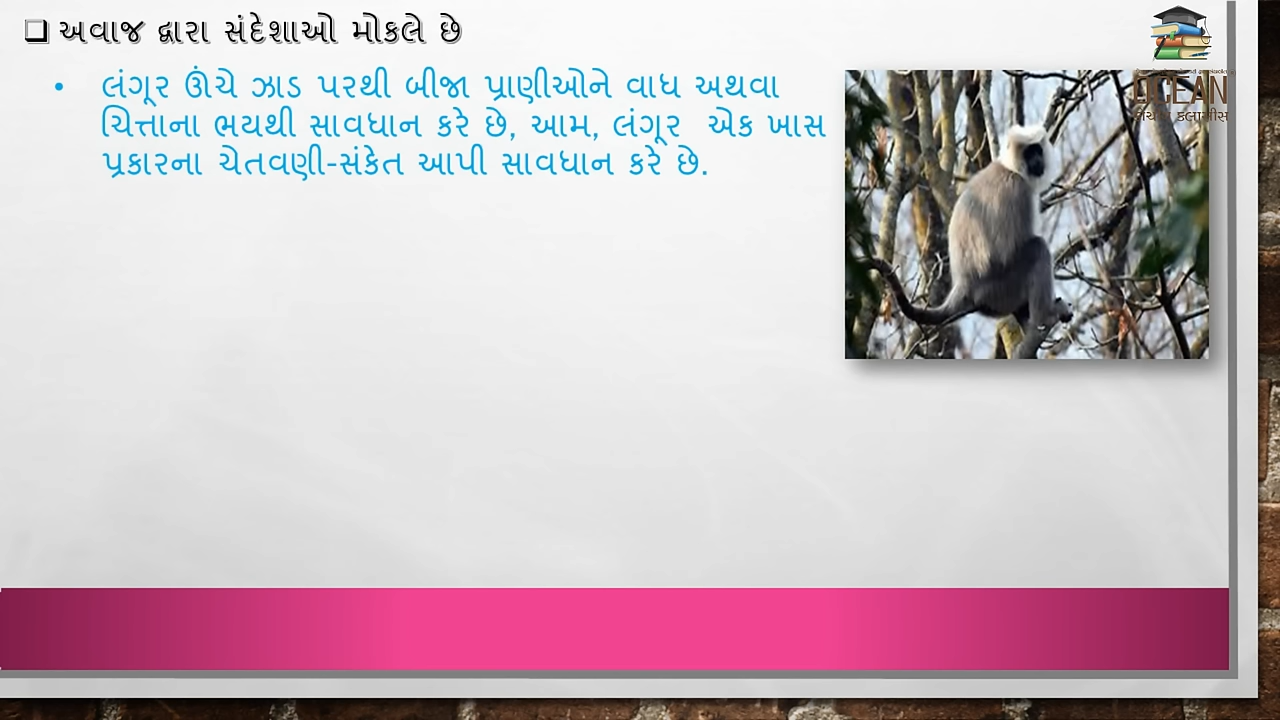 અવાજ દ્વારા સંદેશાઓ મોકલે છે
• લંગૂર ઊંચે ઝાડ પરથી બીજા પ્રાણીઓને વાઘ અથવા
ચિત્તાના ભયથી સાવધાન કરે છે, આમ, લંગૂર એક ખાસ
પ્રકારના ચેતવણી-સંકેત આપી સાવધાન કરે છે.
OCEAN